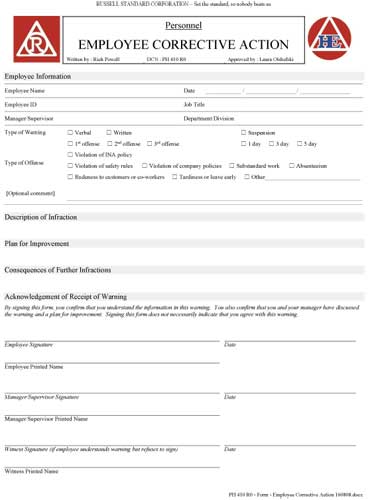 RUSSELL STANDARD CORPORATION – Set the standard, so nobody beats us
Personnel
EMPLOYEE CORRECTIVE ACTION
Written by : Rick Powell DCN : PH 410 R0 Approved by : Laura
Employee Information
Employee Name Date / /
Employee ID Job Title
Manager Supervisor Department/Division
Type of Warning ☐ Verbal ☐ Written ☐ Suspension
☐ 1st offense ☐ 2nd offense ☐ 3rd offense ☐ 1 day ☐ 3 day ☐ 5 day
☐ Violation of INA policy
Type of Offense ☐ Violation of safety rules ☐ Violation of company policies ☐ Substandard work ☐ Absenteeism
☐ Rudeness to customers or co-workers ☐ Tardiness or leave early ☐ Other
[Optional comment]
Description of Infraction
Plan for Improvement
Consequences of Further Infractions
Acknowledgement of Receipt of Warning
By signing this form, you confirm that you understand the information in this warning. You also confirm that you and your manager have discussed
the warning and a plan for improvement. Signing this form does not necessarily indicate that you agree with this warning.
Employee Signature Date
Employee Printed Name
Manager Supervisor Signature Date
Manager Supervisor Printed Name
Witness Signature (if employee understands warning but refuses to sign) Date
Witness Printed Name
PH 410 R0 - Form - Employee Corrective Action 160808.docx